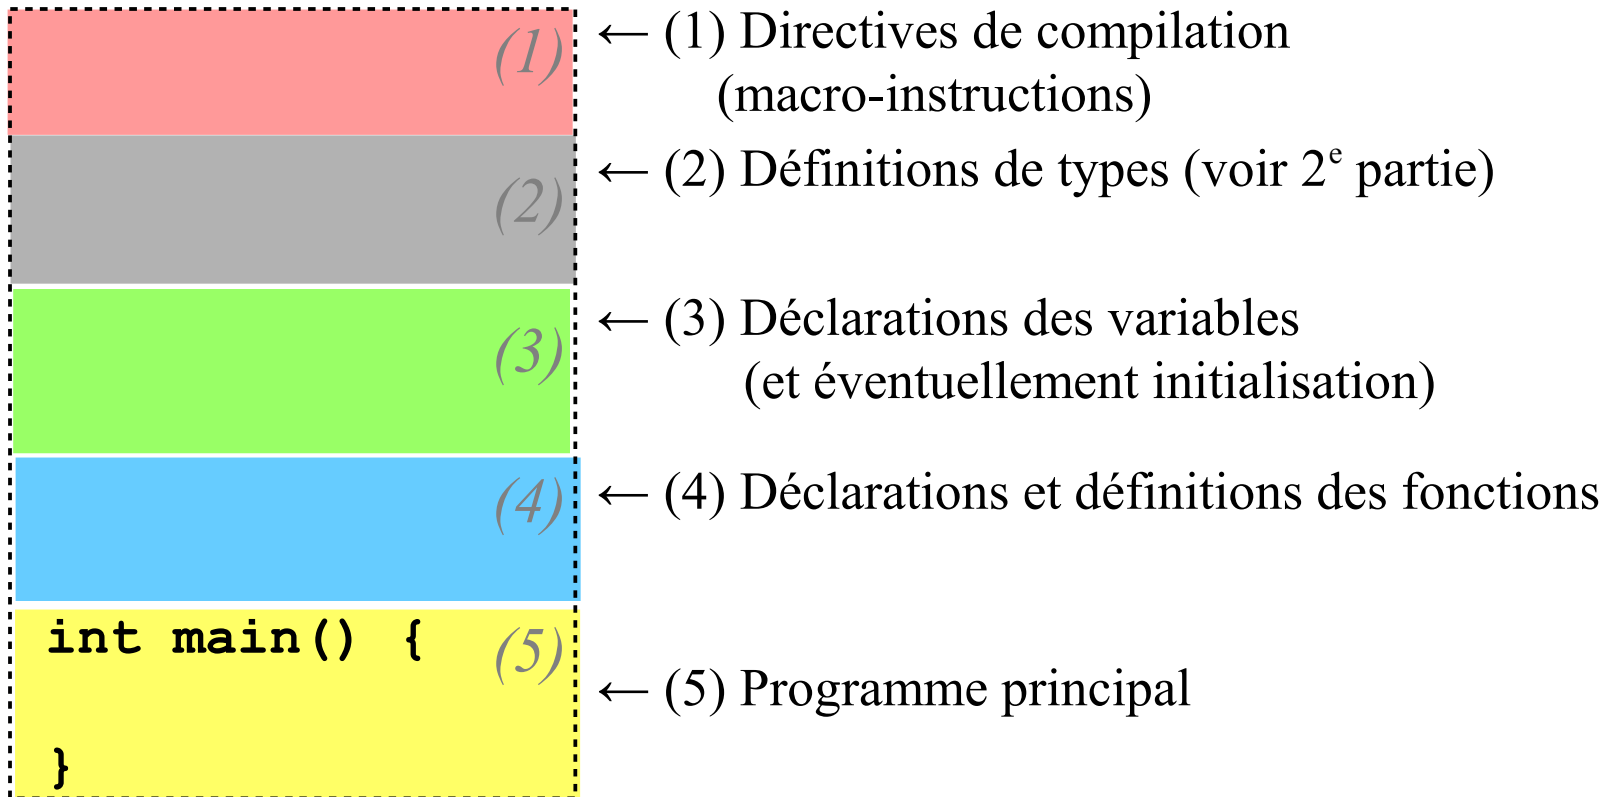 (1)
← (1) Directives de compilation
(macro-instructions)
(2)
← (2) Définitions de types (voir 2e partie)
(3)
← (3) Déclarations des variables
(et éventuellement initialisation)
(4)
← (4) Déclarations et définitions des fonctions
int main() {
(5)
← (5) Programme principal
}